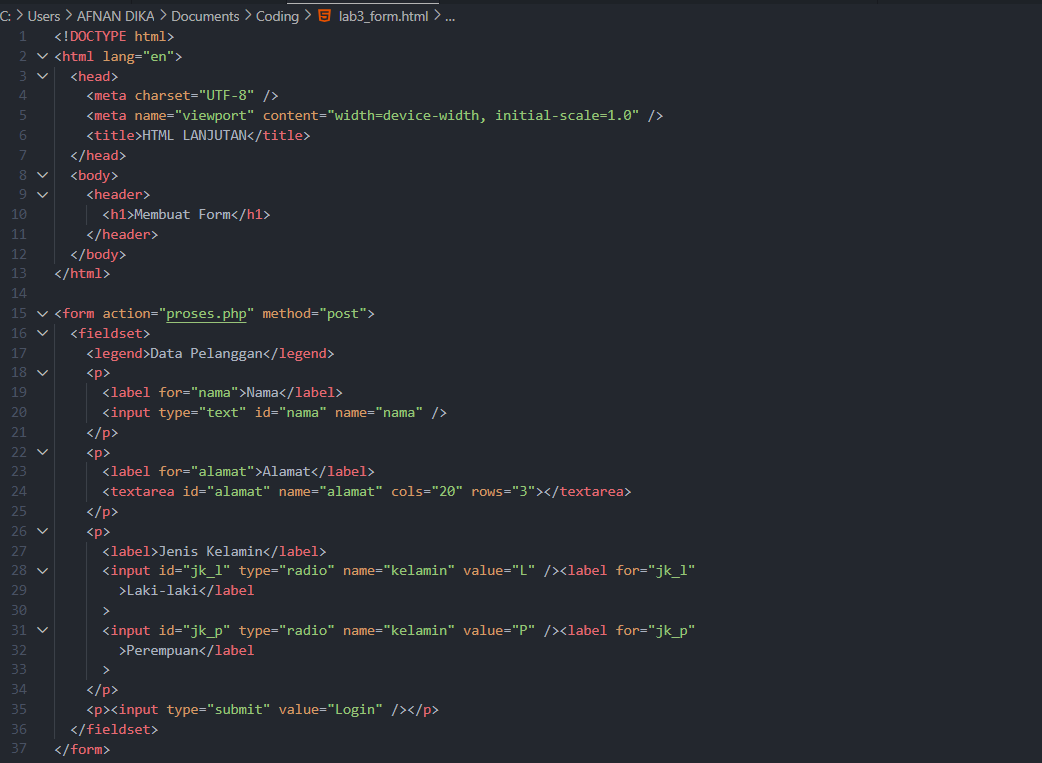 C: > Users > AFNAN DIKA > Documents > Coding > lab3_form.html > ...
1 <!DOCTYPE html>
2 <html lang="en">
3 <head>
4 <meta charset="UTF-8" />
5 <meta name="viewport" content="width=device-width, initial-scale=1.0" />
6 <title>HTML LANJUTAN</title>
7 </head>
8 <body>
9 <header>
10 <h1>Membuat Form</h1>
11 </header>
12 </body>
13 </html>
14
15 <form action="proses.php" method="post">
16 <fieldset>
17 <legend>Data Pelanggan</legend>
18 <p>
19 <label for="nama">Nama</label>
20 <input type="text" id="nama" name="nama" />
21 </p>
22 <p>
23 <label for="alamat">Alamat</label>
24 <textarea id="alamat" name="alamat" cols="20" rows="3"></textarea>
25 </p>
26 <p>
27 <label>Jenis Kelamin</label>
28 <input id="jk_l" type="radio" name="kelamin" value="L" /><label for="jk_l"
29 >Laki-laki</label
30 >
31 <input id="jk_p" type="radio" name="kelamin" value="P" /><label for="jk_p"
32 >Perempuan</label
33 >
34 </p>
35 <p><input type="submit" value="Login" /></p>
36 </fieldset>
37 </form>